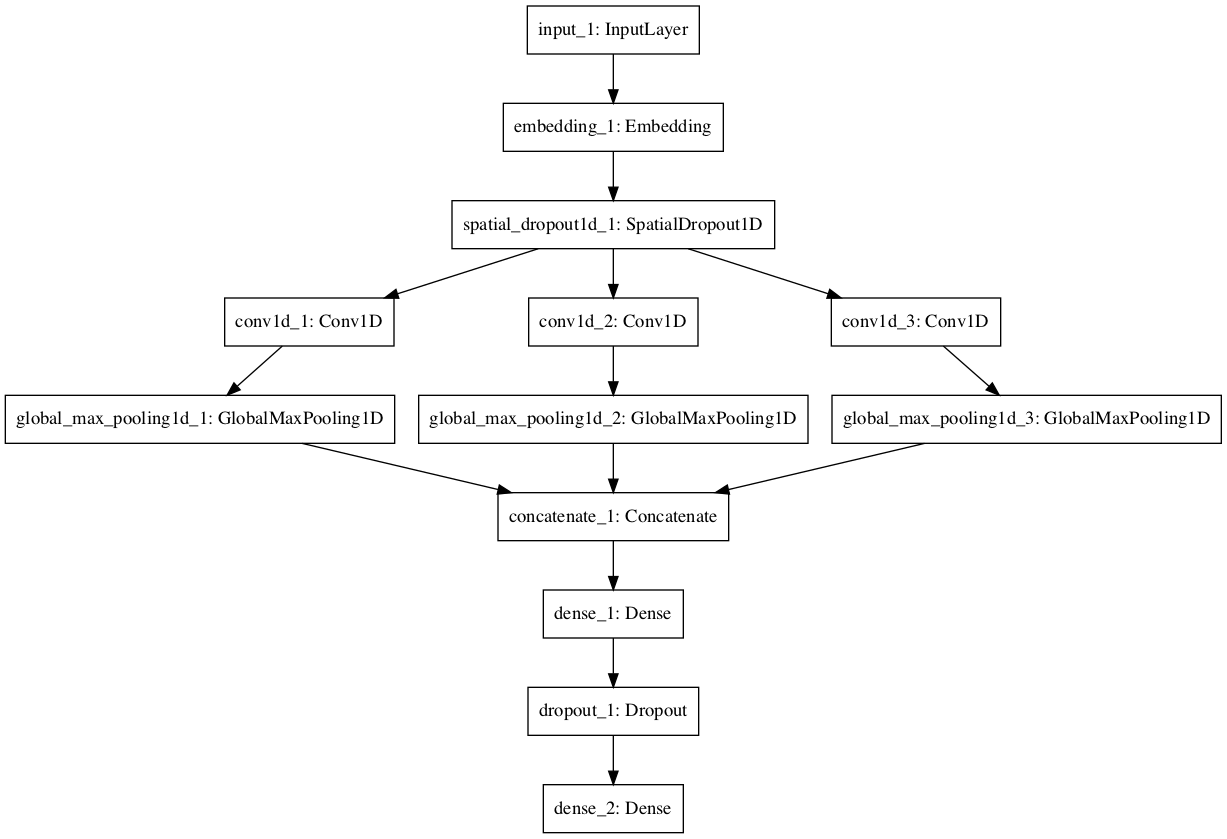 input_1: InputLayer
embedding_1: Embedding
spatial_dropout1d_1: SpatialDropout1D
conv1d_1: Conv1D
conv1d_2: Conv1D
conv1d_3: Conv1D
global_max_pooling1d_1: GlobalMaxPooling1D
global_max_pooling1d_2: GlobalMaxPooling1D
global_max_pooling1d_3: GlobalMaxPooling1D
concatenate_1: Concatenate
dense_1: Dense
dropout_1: Dropout
dense_2: Dense